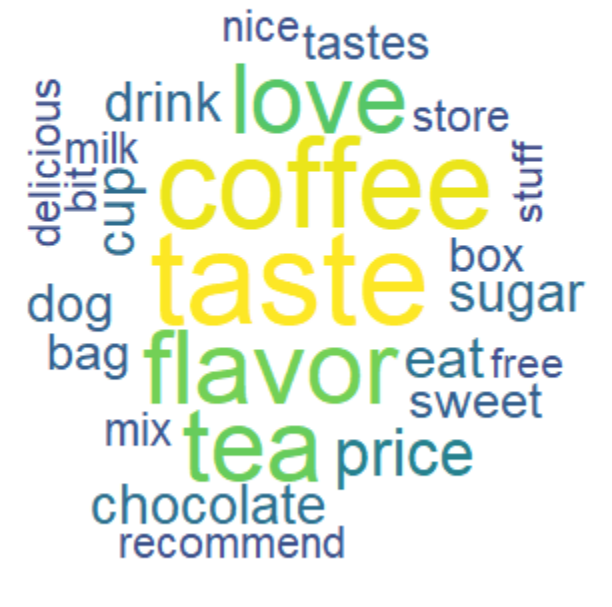 nice
tastes
drink
love
store
delicious
milk
bit
cup
coffee
stuff
taste
box
sugar
dog
bag
flavor
eat
free
sweet
mix
tea
price
chocolate
recommend